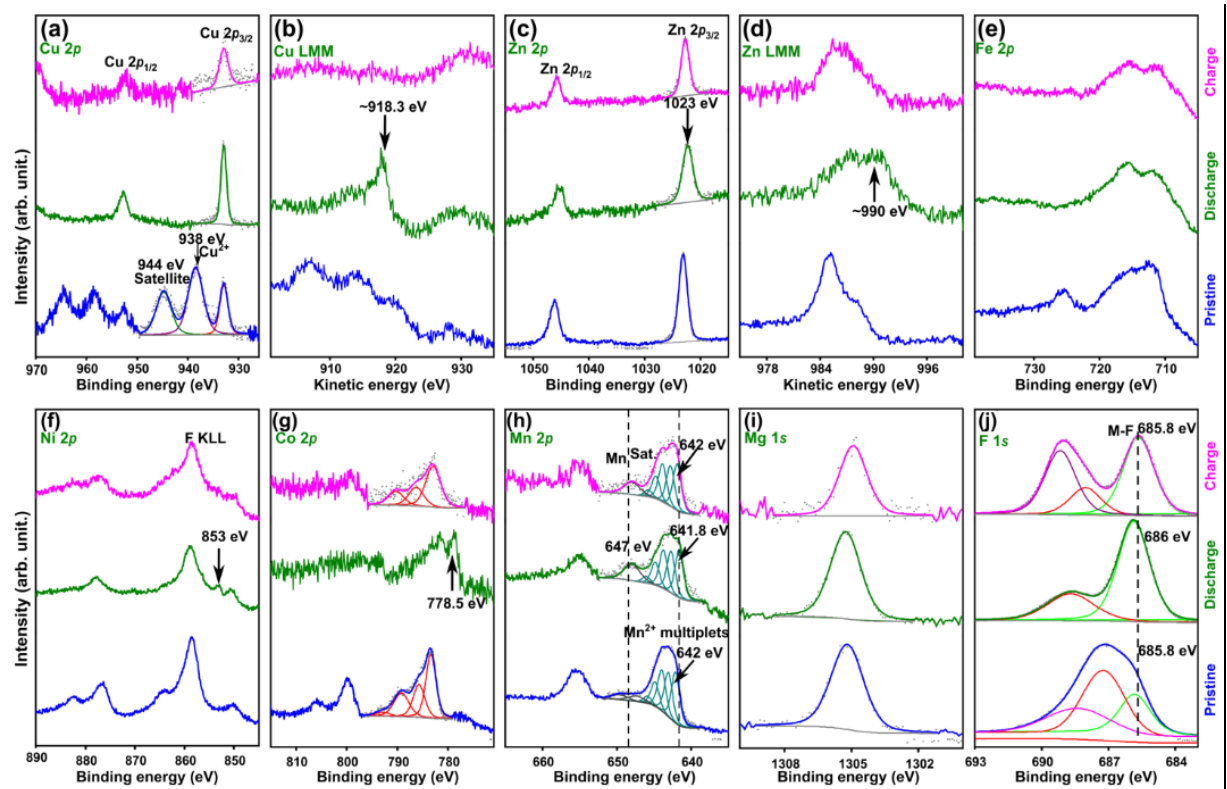 (a)
Cu 2p
Cu 2p1/2
Cu 2p3/2
944 eV
Satellite
938 eV
Cu2+
970 960 950 940 930
Binding energy (eV)
Intensity (arb. unit.)
(b)
Cu LMM
~918.3 eV
910 920 930
Kinetic energy (eV)
(c)
Zn 2p
Zn 2p1/2
Zn 2p3/2
1023 eV
1050 1040 1030 1020
Binding energy (eV)
(d)
Zn LMM
~990 eV
978 984 990 996
Kinetic energy (eV)
(e)
Fe 2p
730 720 710
Binding energy (eV)
Charge
Discharge
Pristine
(f)
Ni 2p
F KLL
853 eV
890 880 870 860 850
Binding energy (eV)
Intensity (arb. unit.)
(g)
Co 2p
778.5 eV
810 800 790 780
Binding energy (eV)
(h)
Mn 2p
Mn Sat.
642 eV
647 eV
641.8 eV
Mn2+ multiplets
642 eV
660 650 640
Binding energy (eV)
(i)
Mg 1s
1308 1305 1302
Binding energy (eV)
(j)
F 1s
M-F
685.8 eV
686 eV
685.8 eV
693 690 687 684
Binding energy (eV)
Charge
Discharge
Pristine